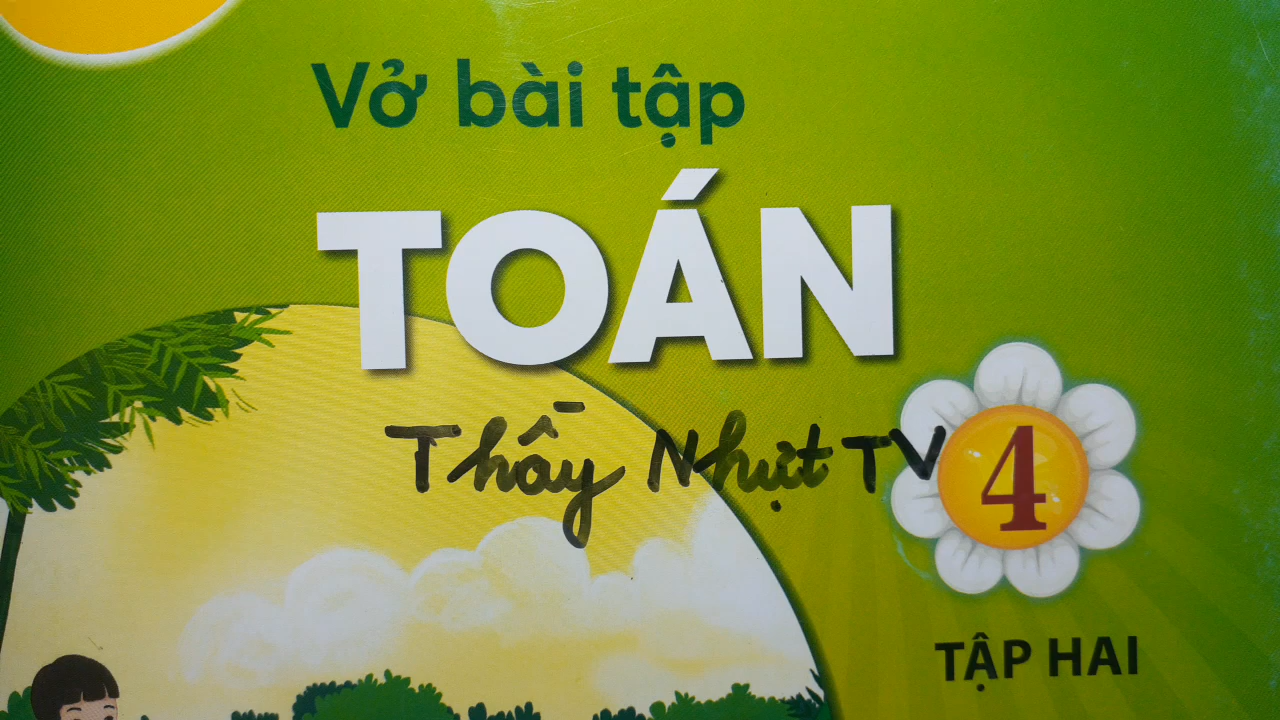 Vở bài tập
TOÁN
Thầy Nhựt TV
4
TẬP HAI